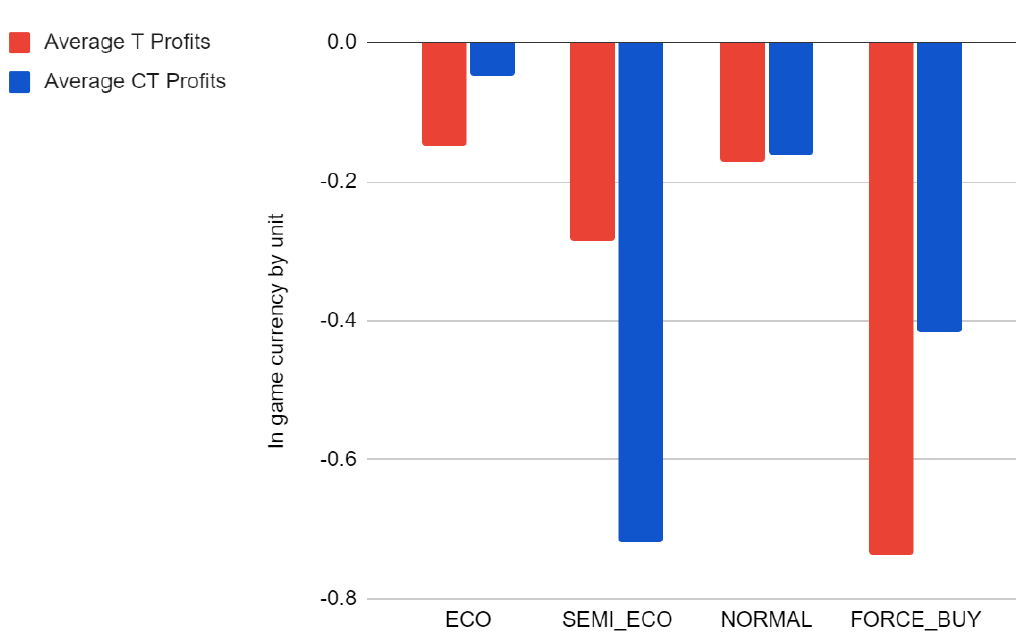 Average T Profits
Average CT Profits
In game currency by unit
0.0
-0.2
-0.4
-0.6
-0.8
ECO SEMI_ECO NORMAL FORCE_BUY